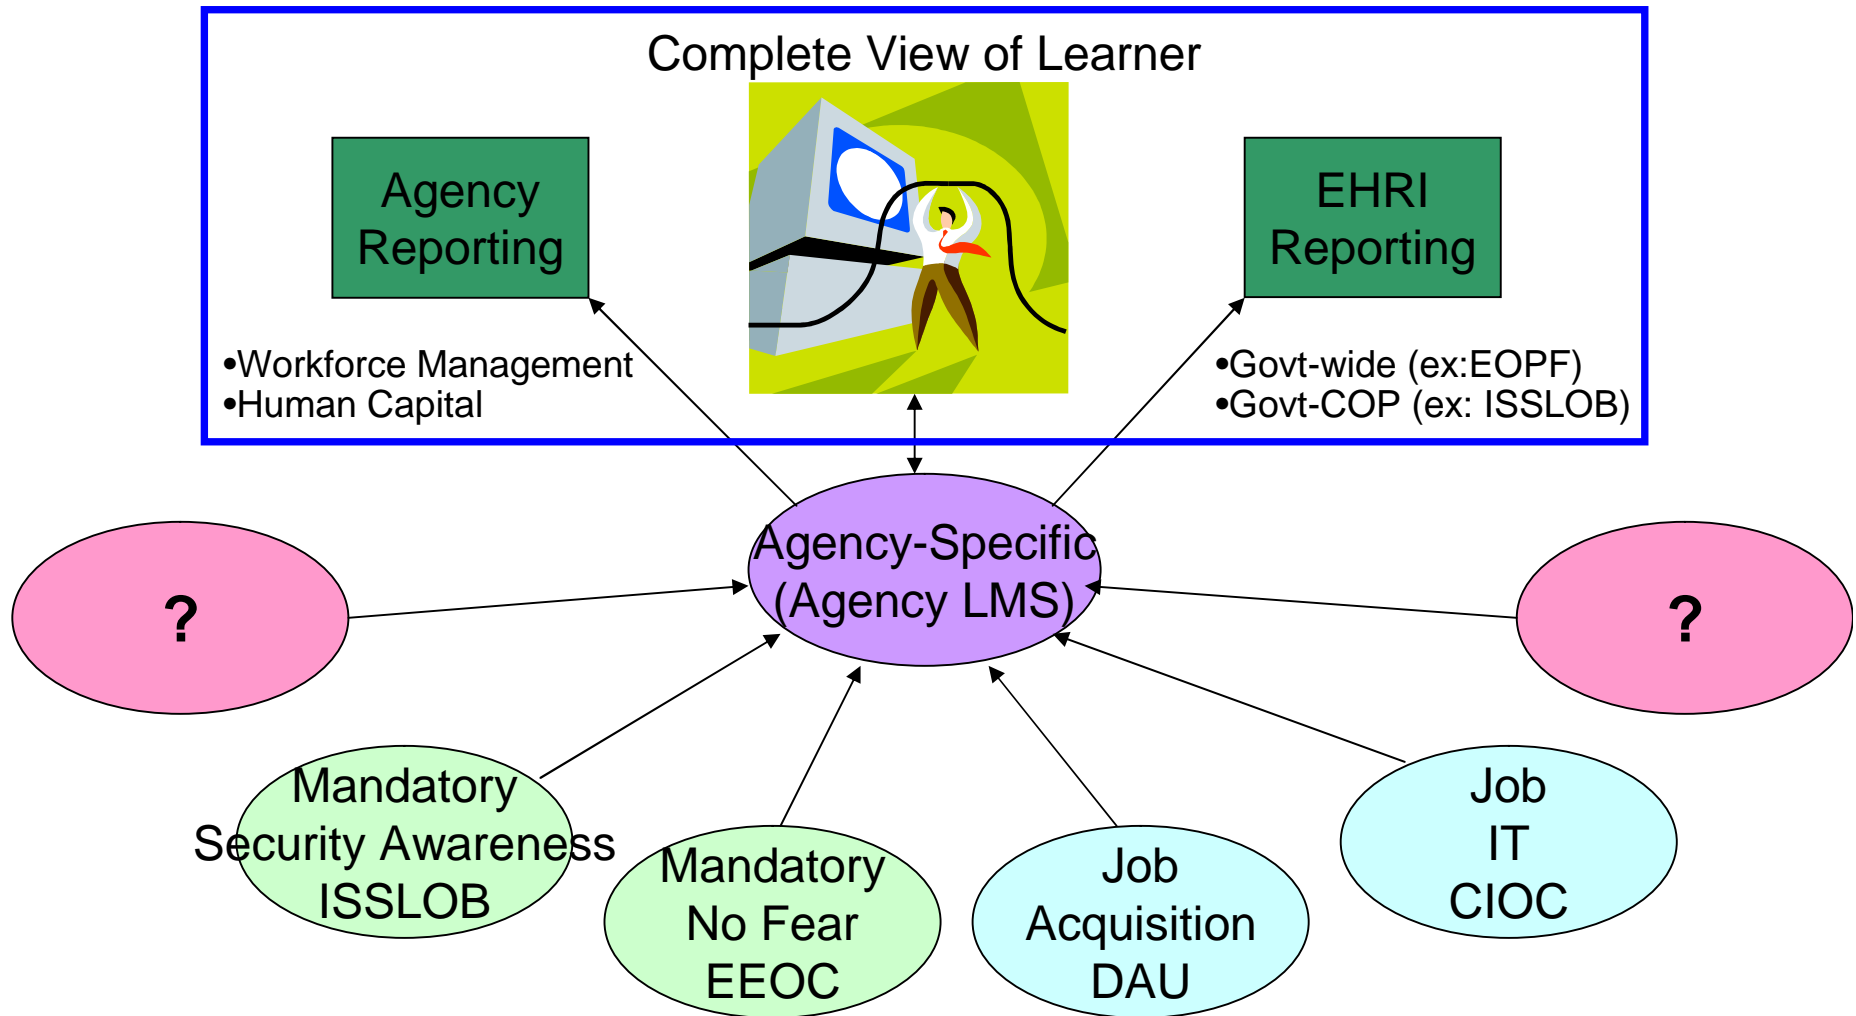 Complete View of Learner
Agency
Reporting
EHRI
Reporting
•Workforce Management
•Human Capital
•Govt-wide (ex:EOPF)
•Govt-COP (ex: ISSLOB)
Agency-Specific
(Agency LMS)
?
?
Mandatory
Security Awareness
ISSLOB
Mandatory
No Fear
EEOC
Job
Acquisition
DAU
Job
IT
CIOC